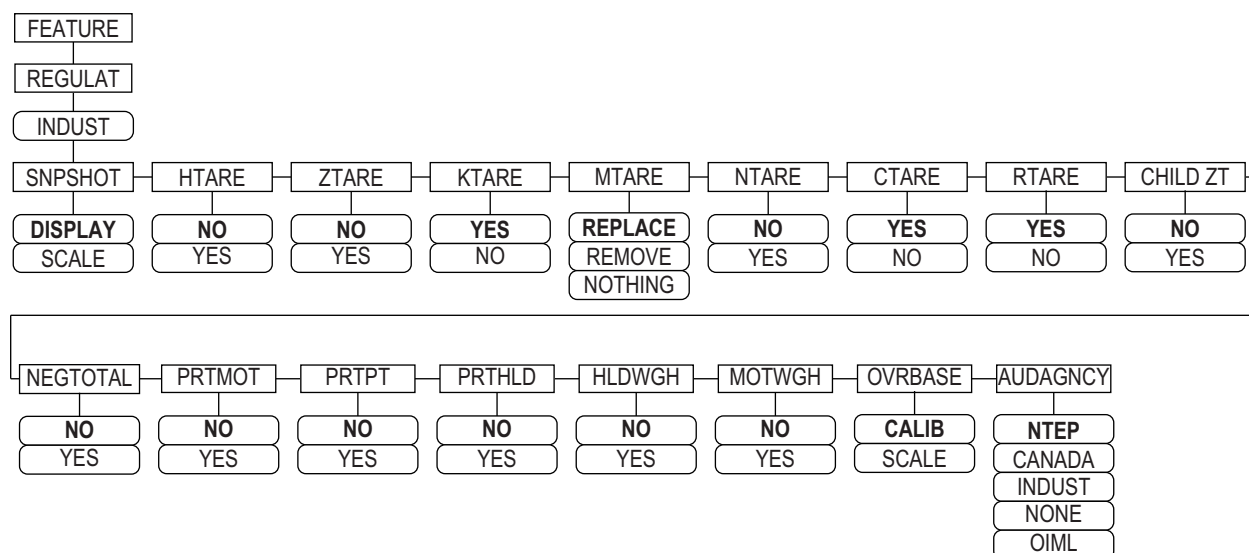 FEATURE
REGULAT
INDUST
SNPSHOT HTARE ZTARE KTARE MTARE NTARE CTARE RTARE CHILD ZT
DISPLAY NO NO YES REPLACE NO YES YES NO
SCALE YES YES NO REMOVE YES NO NO YES
NOTHING
NEGTOTAL PRTMOT PRTPT PRTHLD HLDWGH MOTWGH OVRBASE AUDAGNCY
NO NO NO NO NO NO CALIB NTEP
YES YES YES YES YES YES SCALE CANADA
INDUST
NONE
OIML